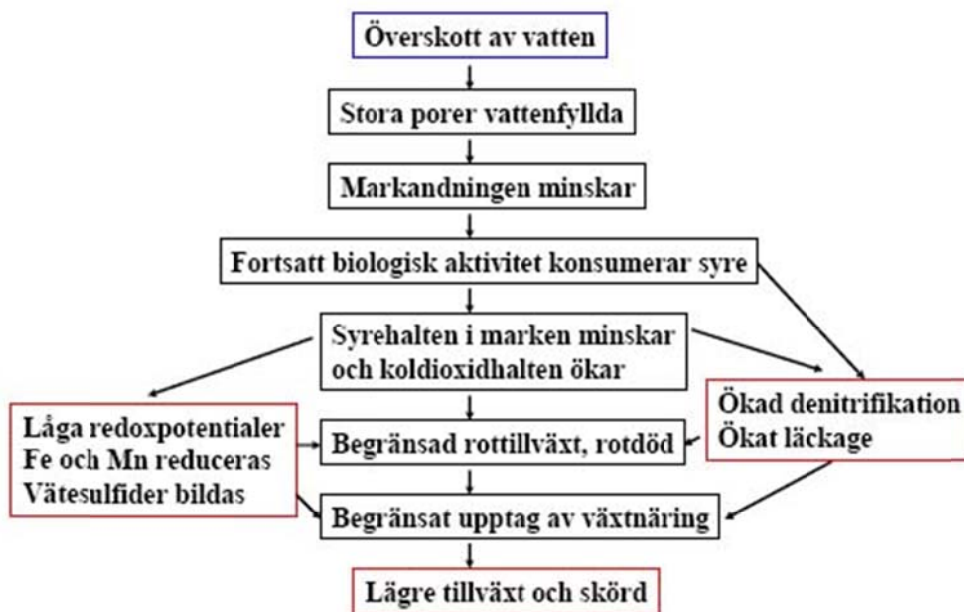 Överskott av vatten
Stora porer vattenfyllda
Markandningen minskar
Fortsatt biologisk aktivitet konsumerar syre
Syrehalten i marken minskar
och koldioxidhalten ökar
Låga redoxpotentialer
Fe och Mn reduceras
Vätesulfider bildas
Ökad denitrifikation
Ökat läckage
Begränsad rottillväxt, rotdöd
Begränsat upptag av växtnäring
Lägre tillväxt och skörd